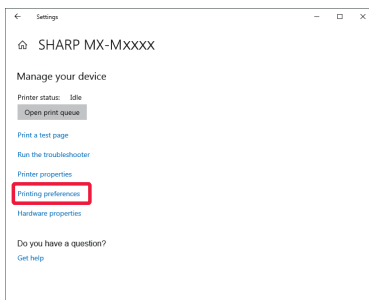 Settings
SHARP MX-Mxxxx
Manage your device
Printer status: Idle
Open print queue
Print a test page
Run the troubleshooter
Printer properties
Printing preferences
Hardware properties
Do you have a question?
Get help